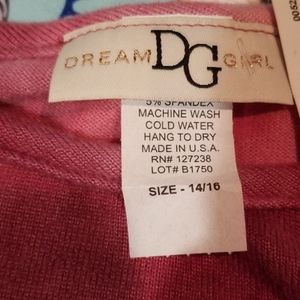 DREAM DG GIRL
5% SPANDEX
MACHINE WASH
COLD WATER
HANG TO DRY
MADE IN U.S.A.
RN# 127238
LOT# B1750
SIZE - 14/16
0052